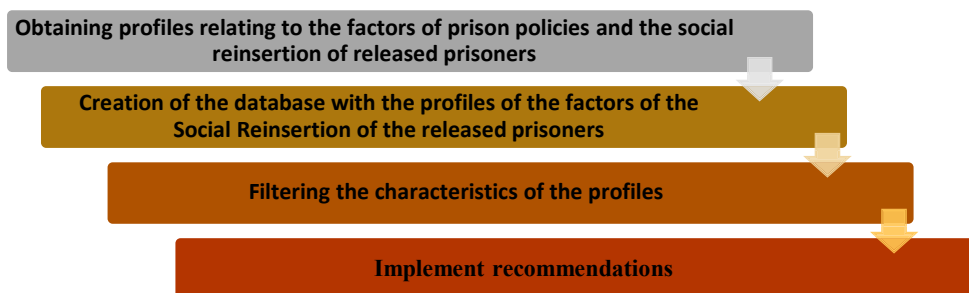 Obtaining profiles relating to the factors of prison policies and the social
reinsertion of released prisoners
Creation of the database with the profiles of the factors of the
Social Reinsertion of the released prisoners
Filtering the characteristics of the profiles
Implement recommendations